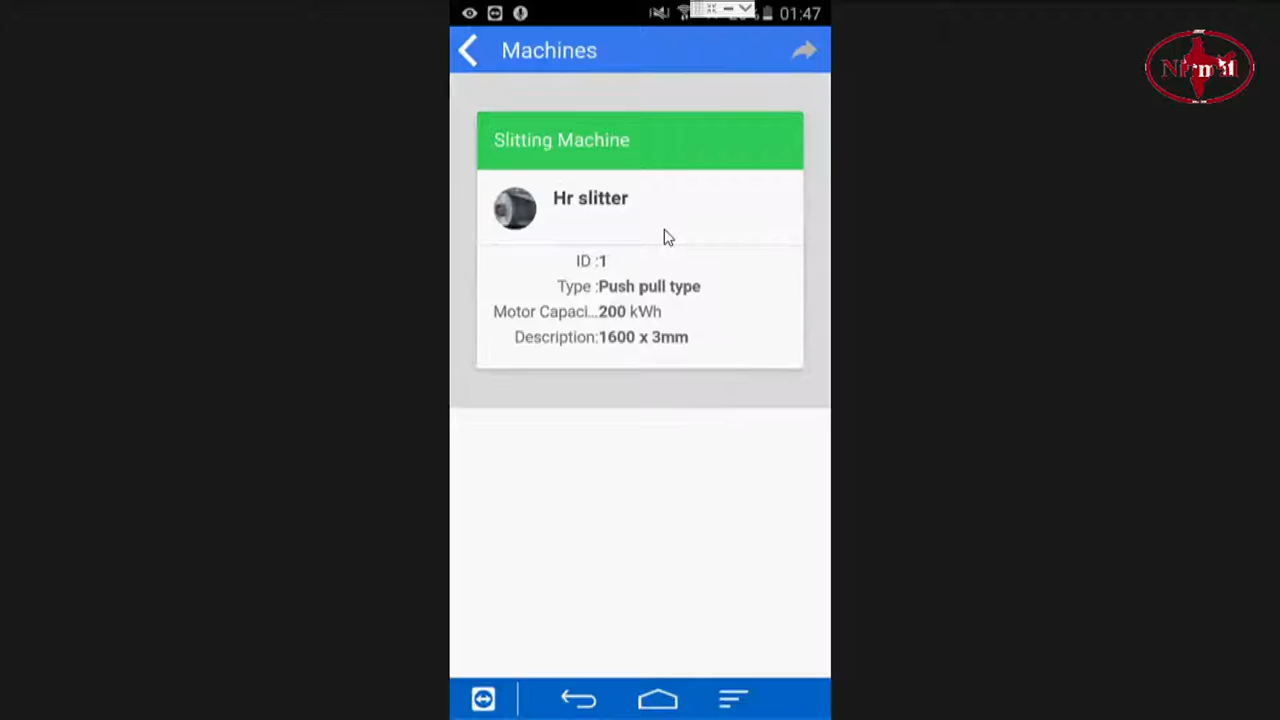 01:47
Machines
Slitting Machine
Hr slitter
ID :1
Type :Push pull type
Motor Capaci...200 kWh
Description:1600 x 3mm